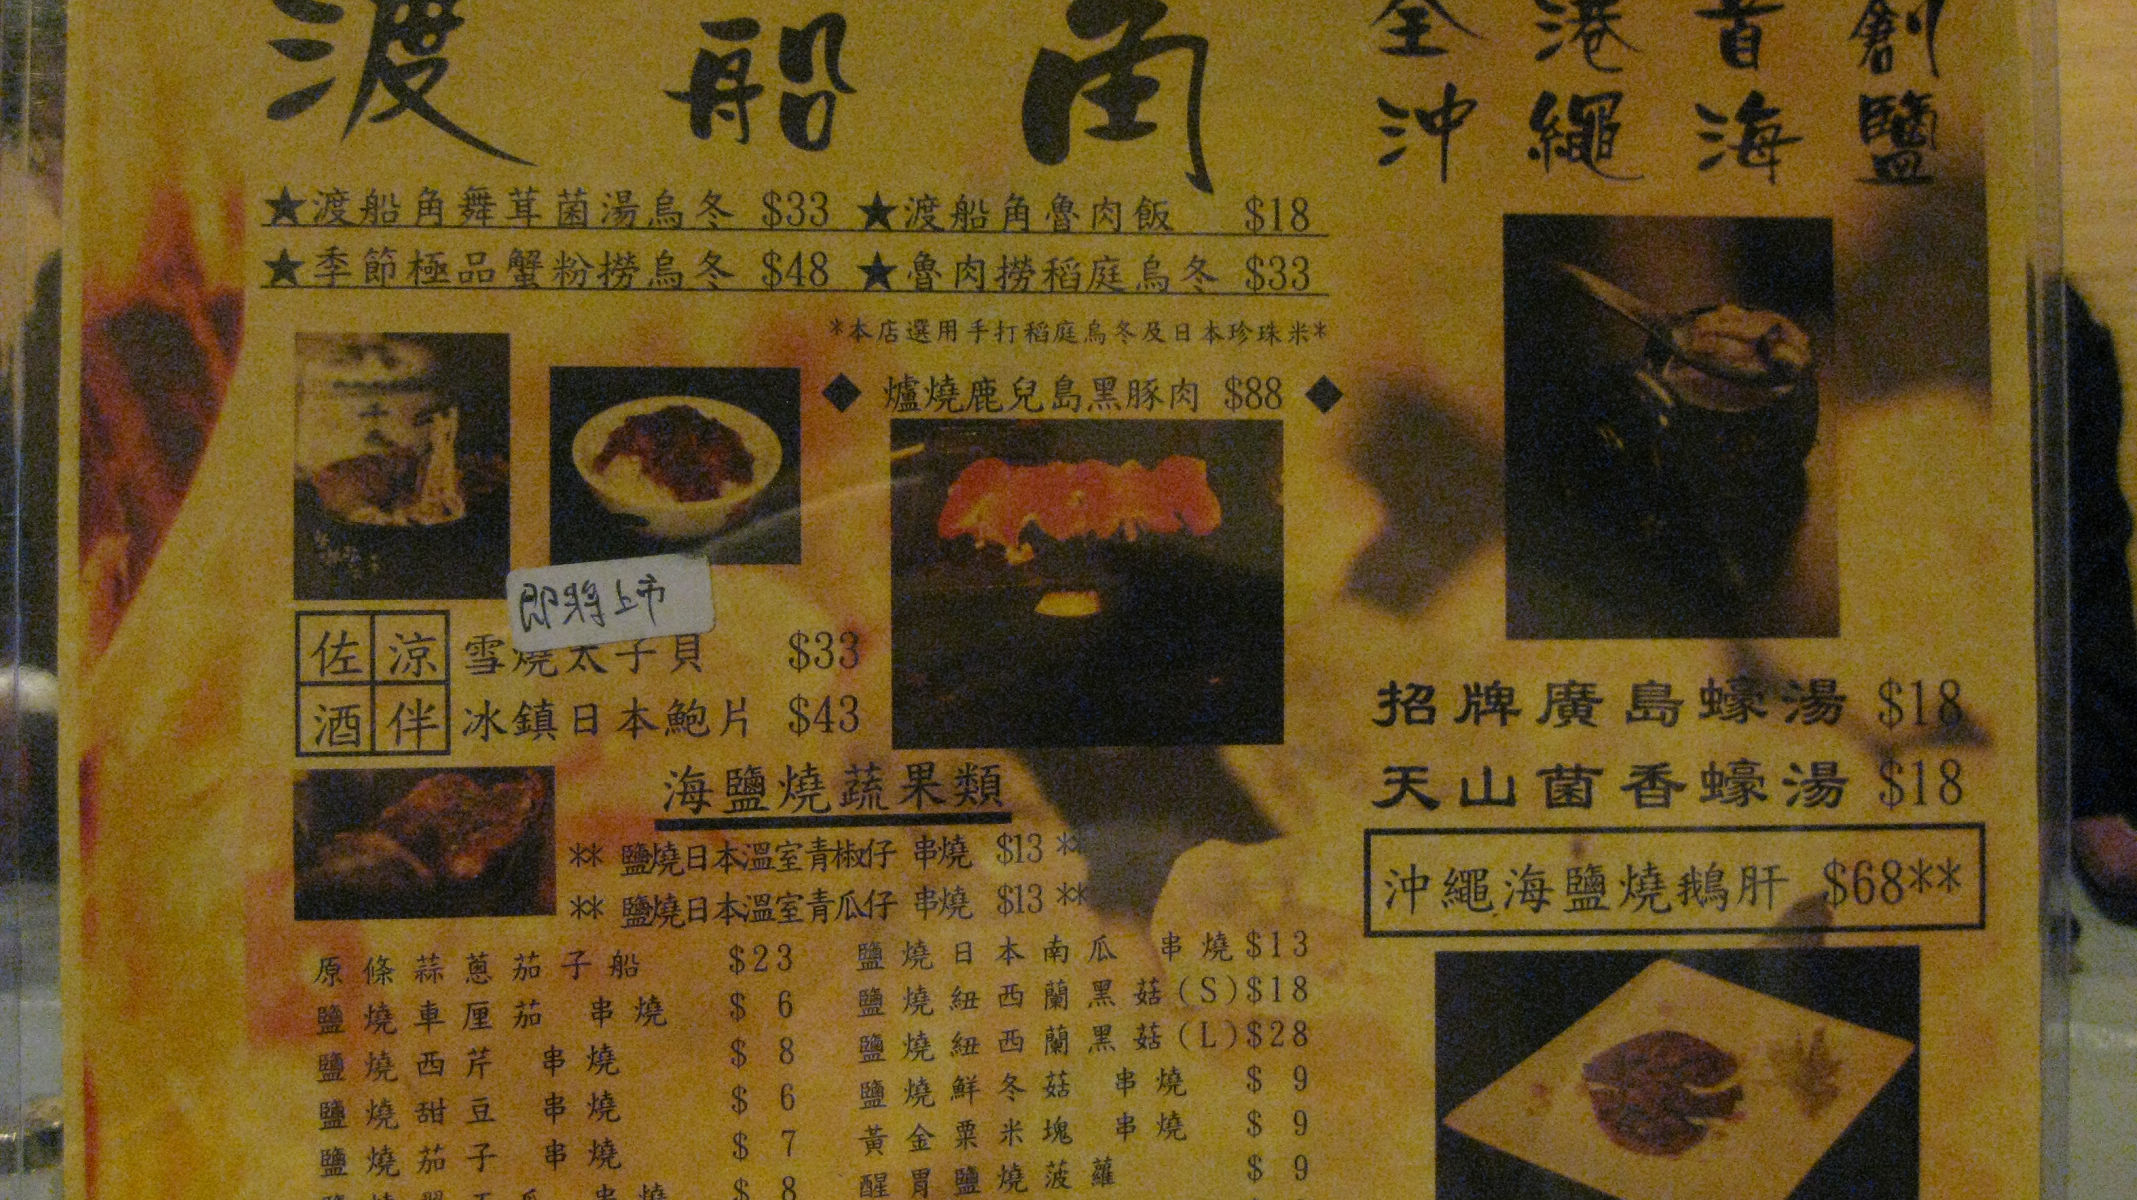 渡船角
全港首創
沖繩海鹽
★渡船角舞茸菌湯烏冬 $33 ★渡船角魯肉飯 $18
★季節極品蟹粉撈烏冬 $48 ★魯肉撈稻庭烏冬 $33
*本店選用手打稻庭烏冬及日本珍珠米*
◆ 爐燒鹿兒島黑豚肉 $88 ◆
即將上市
佐涼
酒伴
雪燒太子貝 $33
冰鎮日本鮑片 $43
招牌廣島蠔湯 $18
天山菌香蠔湯 $18
沖繩海鹽燒鵝肝 $68**
海鹽燒蔬果類
** 鹽燒日本溫室青椒仔 串燒 $13 **
** 鹽燒日本溫室青瓜仔 串燒 $13 **
原條蒜蔥茄子船 $23
鹽燒車厘茄 串燒 $ 6
鹽燒西芹 串燒 $ 8
鹽燒甜豆 串燒 $ 6
鹽燒茄子 串燒 $ 7
串燒 $ 8
鹽燒日本南瓜 串燒 $13
鹽燒紐西蘭黑菇(S) $18
鹽燒紐西蘭黑菇(L) $28
鹽燒鮮冬菇 串燒 $ 9
黃金粟米塊 串燒 $ 9
醒胃鹽燒菠蘿 $ 9